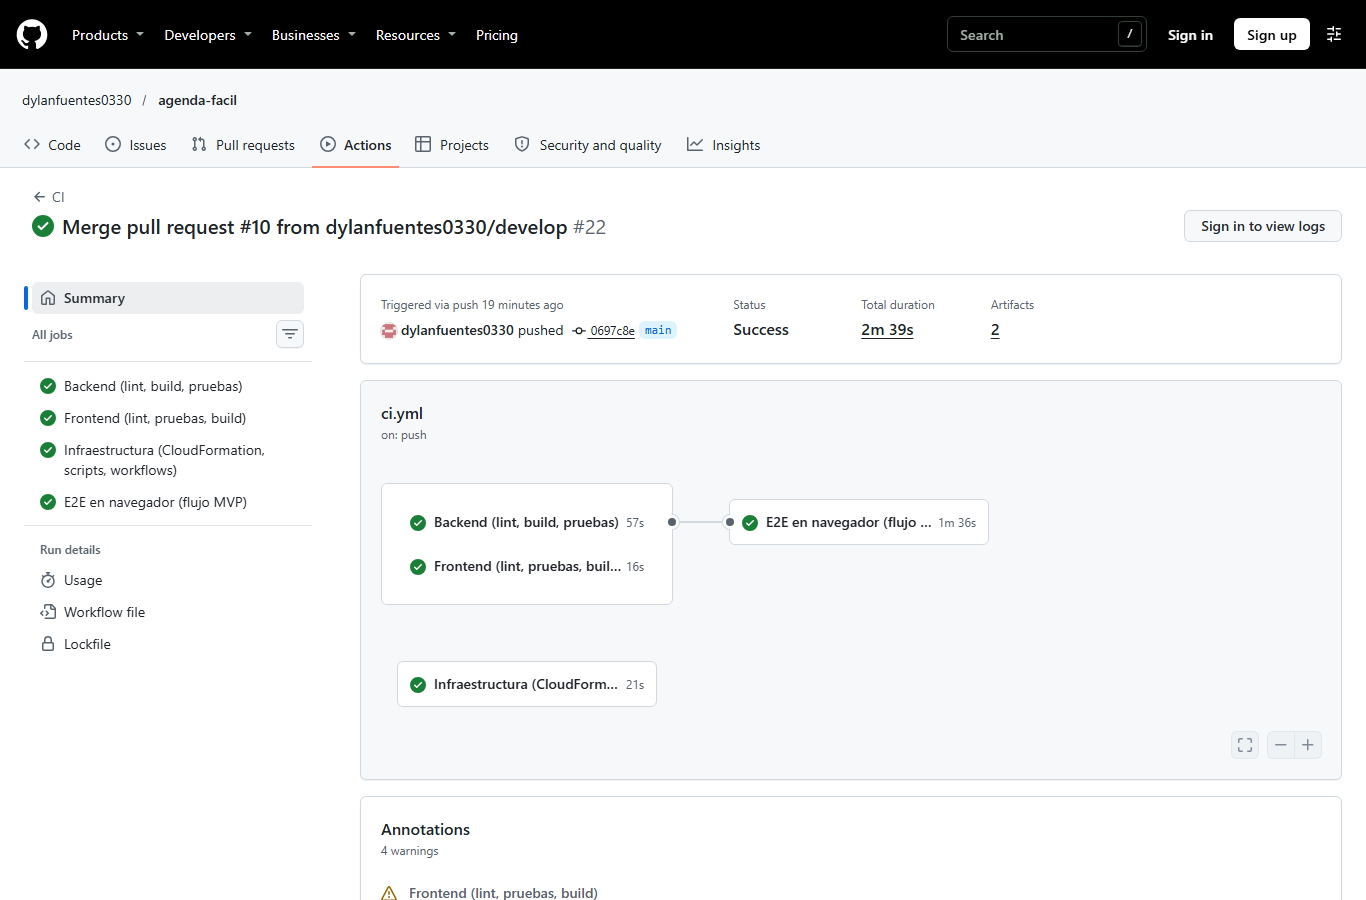 Products Developers Businesses Resources Pricing Search / Sign in Sign up
dylanfuentes0330 / agenda-facil
Code Issues Pull requests Actions Projects Security and quality Insights
CI
Merge pull request #10 from dylanfuentes0330/develop #22
Sign in to view logs
Summary
All jobs
Backend (lint, build, pruebas)
Frontend (lint, pruebas, build)
Infraestructura (CloudFormation,
scripts, workflows)
E2E en navegador (flujo MVP)
Run details
Usage
Workflow file
Lockfile
Triggered via push 19 minutes ago
dylanfuentes0330 pushed 0697c8e main
Status
Success
Total duration
2m 39s
Artifacts
2
ci.yml
on: push
Backend (lint, build, pruebas) 57s
Frontend (lint, pruebas, buil... 16s
E2E en navegador (flujo ... 1m 36s
Infraestructura (CloudForm... 21s
Annotations
4 warnings
Frontend (lint, pruebas, build)